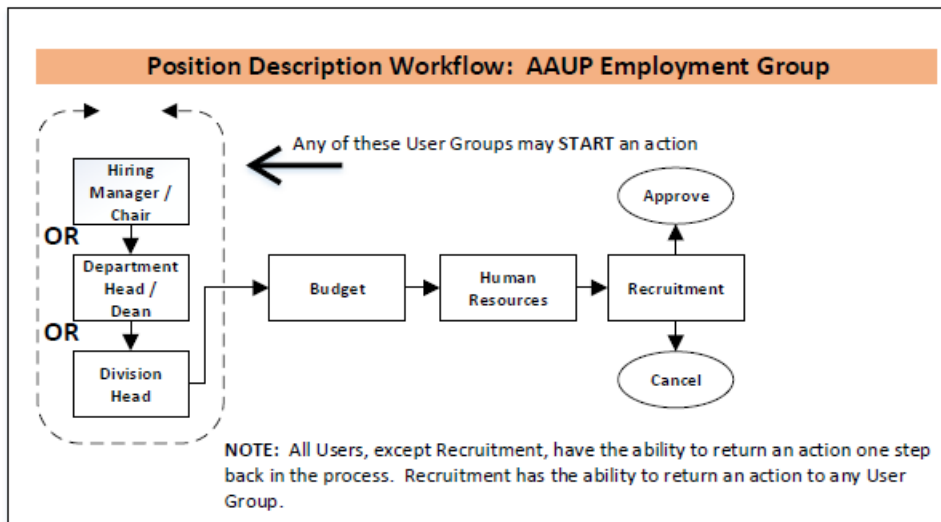 Position Description Workflow: AAUP Employment Group
Any of these User Groups may START an action
Hiring
Manager /
Chair
OR
Department
Head /
Dean
OR
Division
Head
Budget
Human
Resources
Recruitment
Approve
Cancel
NOTE: All Users, except Recruitment, have the ability to return an action one step
back in the process. Recruitment has the ability to return an action to any User
Group.